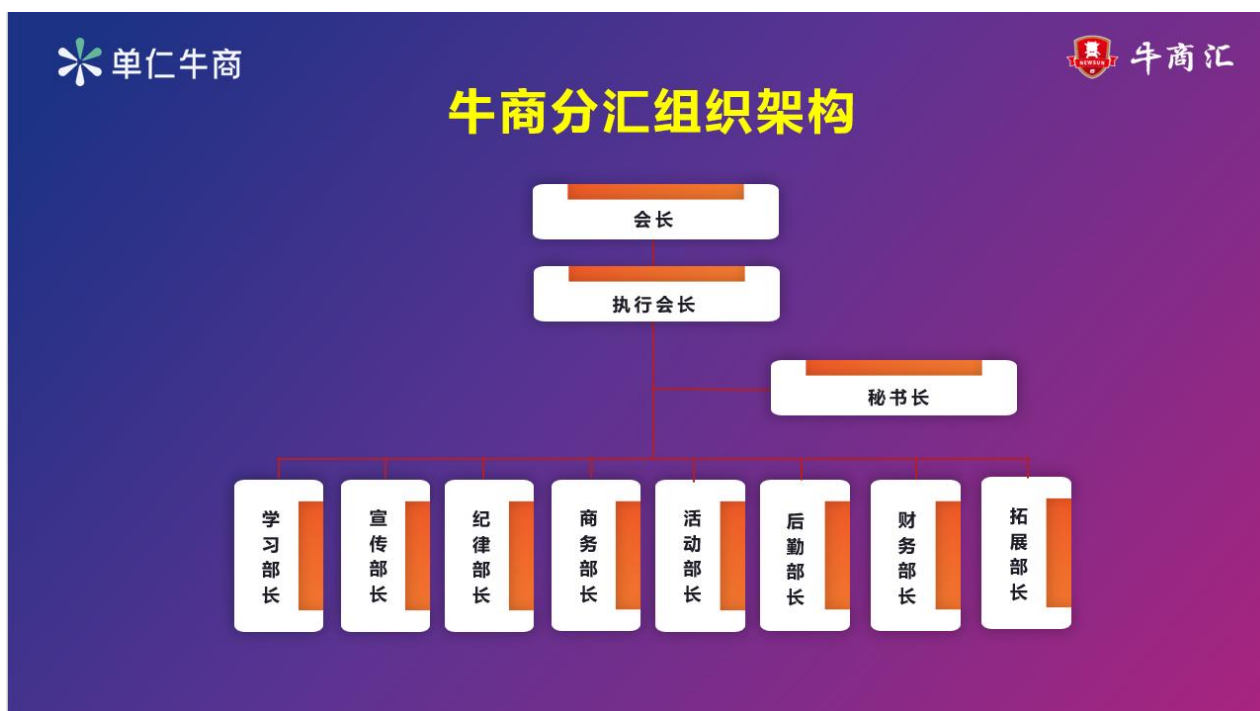 单仁牛商
NEWSUN
牛商汇
牛商分汇组织架构
会长
执行会长
秘书长
学习部长
宣传部长
纪律部长
商务部长
活动部长
后勤部长
财务部长
拓展部长